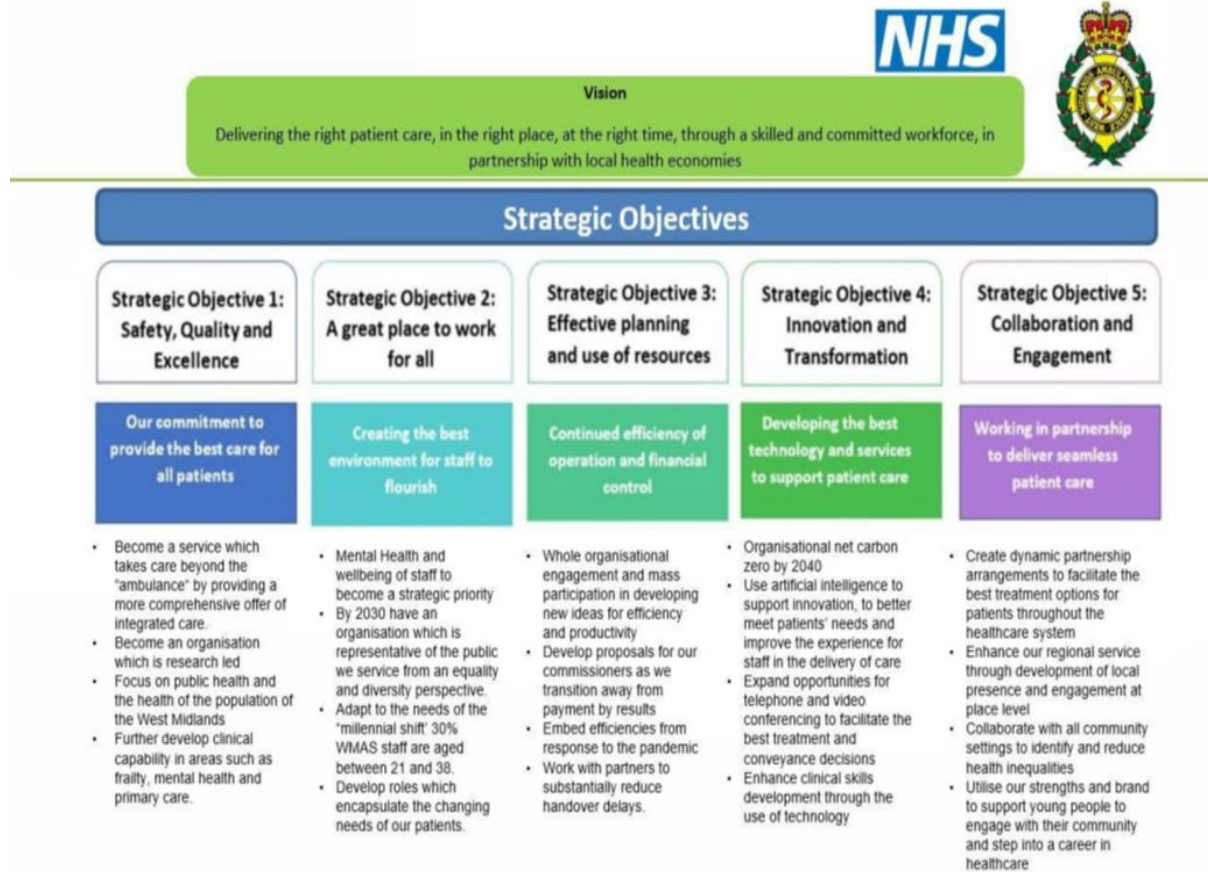 NHS
Vision
Delivering the right patient care, in the right place, at the right time, through a skilled and committed workforce, in
partnership with local health economies
Strategic Objectives
Strategic Objective 1:
Safety, Quality and
Excellence
Our commitment to
provide the best care for
all patients
• Become a service which
takes care beyond the
"ambulance" by providing a
more comprehensive offer of
integrated care.
• Become an organisation
which is research led
• Focus on public health and
the health of the population of
the West Midlands
• Further develop clinical
capability in areas such as
frailty, mental health and
primary care.
Strategic Objective 2:
A great place to work
for all
Creating the best
environment for staff to
flourish
• Mental Health and
wellbeing of staff to
become a strategic priority
• By 2030 have an
organisation which is
representative of the public
we service from an equality
and diversity perspective.
• Adapt to the needs of the
"millennial shift' 30%
WMAS staff are aged
between 21 and 38.
• Develop roles which
encapsulate the changing
needs of our patients.
Strategic Objective 3:
Effective planning
and use of resources
Continued efficiency of
operation and financial
control
• Whole organisational
engagement and mass
participation in developing
new ideas for efficiency
and productivity
• Develop proposals for our
commissioners as we
transition away from
payment by results
• Embed efficiencies from
response to the pandemic
• Work with partners to
substantially reduce
handover delays.
Strategic Objective 4:
Innovation and
Transformation
Developing the best
technology and services
to support patient care
• Organisational net carbon
zero by 2040
• Use artificial intelligence to
support innovation, to better
meet patients' needs and
improve the experience for
staff in the delivery of care
• Expand opportunities for
telephone and video
conferencing to facilitate the
best treatment and
conveyance decisions
• Enhance clinical skills
development through the
use of technology
Strategic Objective 5:
Collaboration and
Engagement
Working in partnership
to deliver seamless
patient care
• Create dynamic partnership
arrangements to facilitate the
best treatment options for
patients throughout the
healthcare system
• Enhance our regional service
through development of local
presence and engagement at
place level
• Collaborate with all community
settings to identify and reduce
health inequalities
• Utilise our strengths and brand
to support young people to
engage with their community
and step into a career in
healthcare